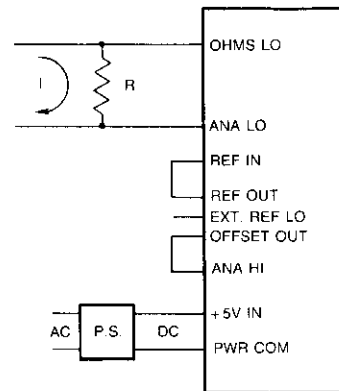 OHMS LO
I
R
ANA LO
REF IN
REF OUT
EXT. REF LO
OFFSET OUT
ANA HI
+5V IN
AC
P.S.
DC
PWR COM